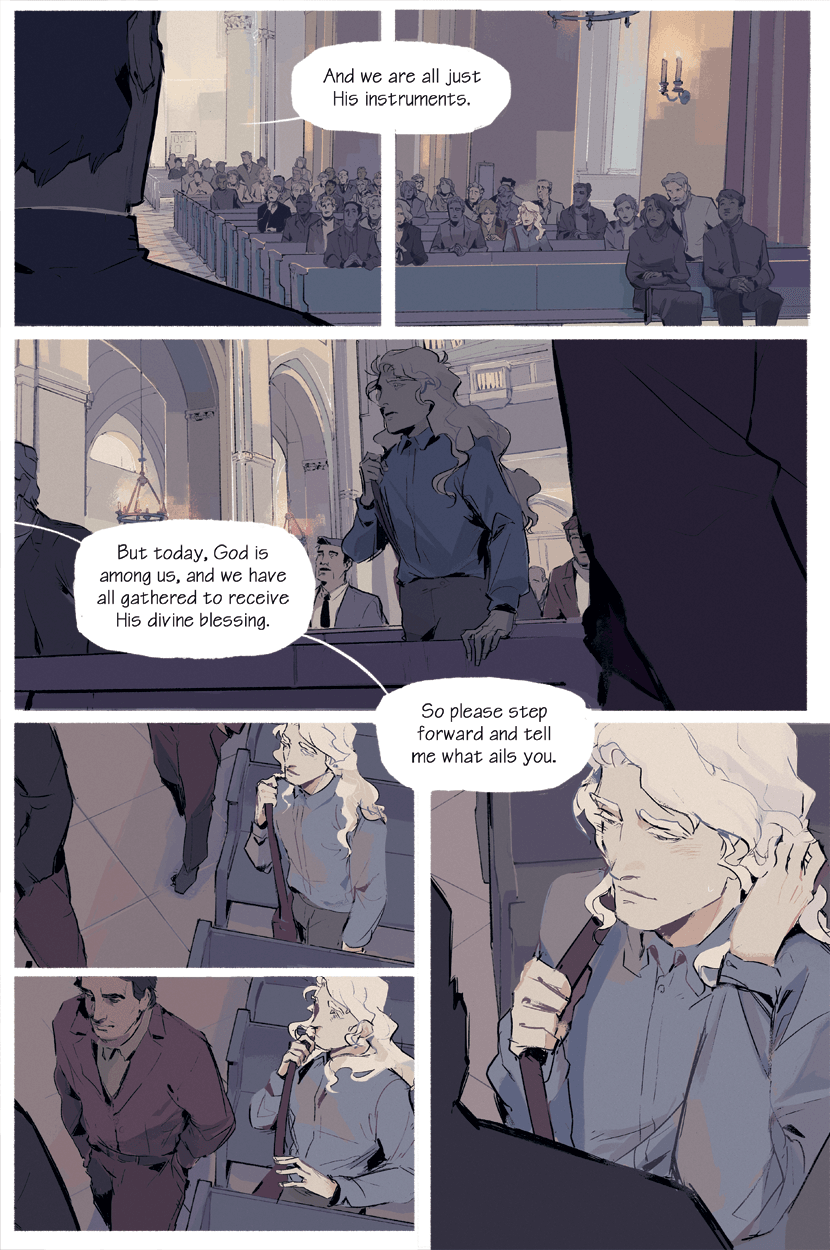 And we are all just
His instruments.
But today, God is
among us, and we have
all gathered to receive
His divine blessing.
So please step
forward and tell
me what ails you.